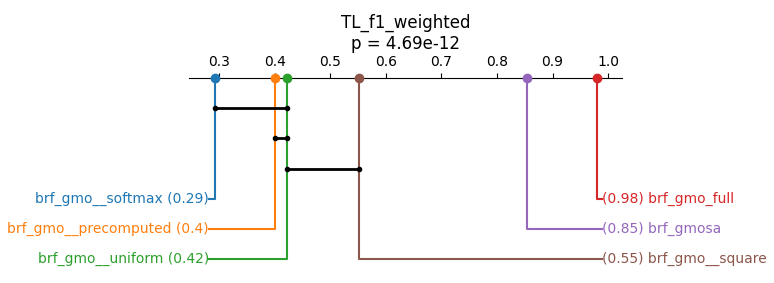 TL_f1_weighted
p = 4.69e-12
0.3 0.4 0.5 0.6 0.7 0.8 0.9 1.0
brf_gmo__softmax (0.29) (0.98) brf_gmo_full
brf_gmo__precomputed (0.4) (0.85) brf_gmosa
brf_gmo__uniform (0.42) (0.55) brf_gmo__square